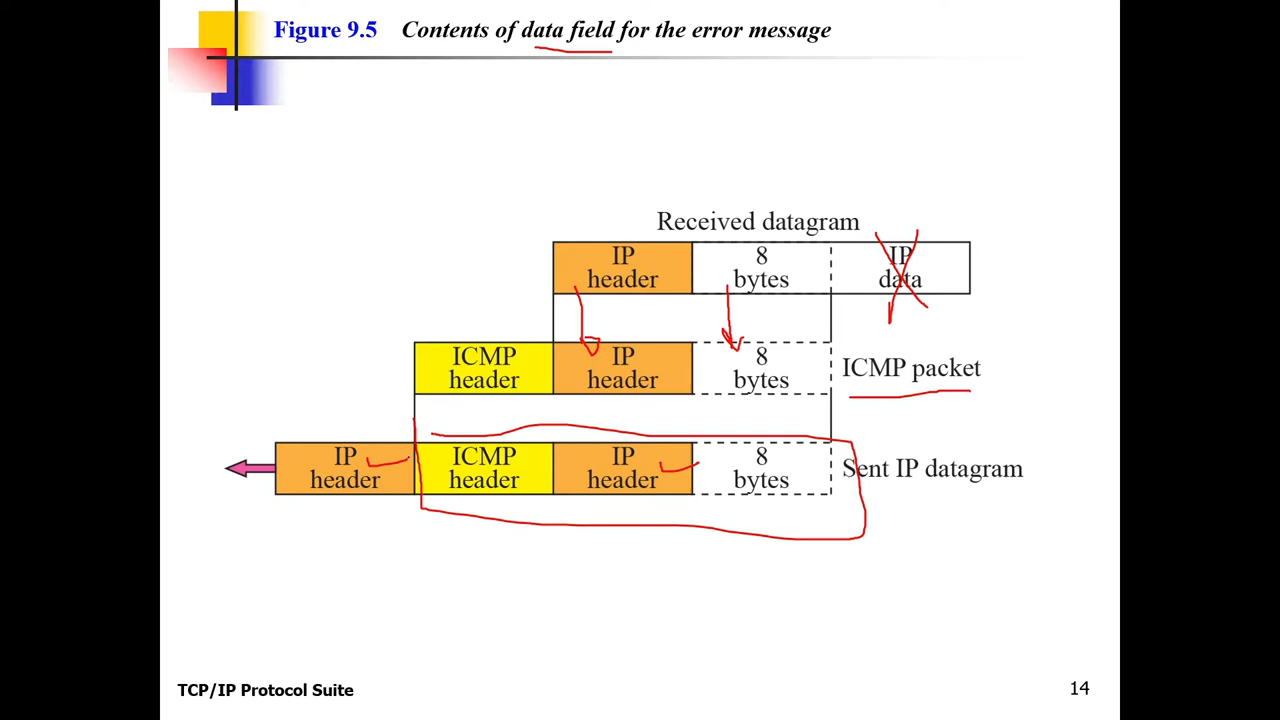 Figure 9.5 Contents of data field for the error message
Received datagram
IP header 8 bytes IP data
ICMP header IP header 8 bytes ICMP packet
IP header ICMP header IP header 8 bytes Sent IP datagram
TCP/IP Protocol Suite 14